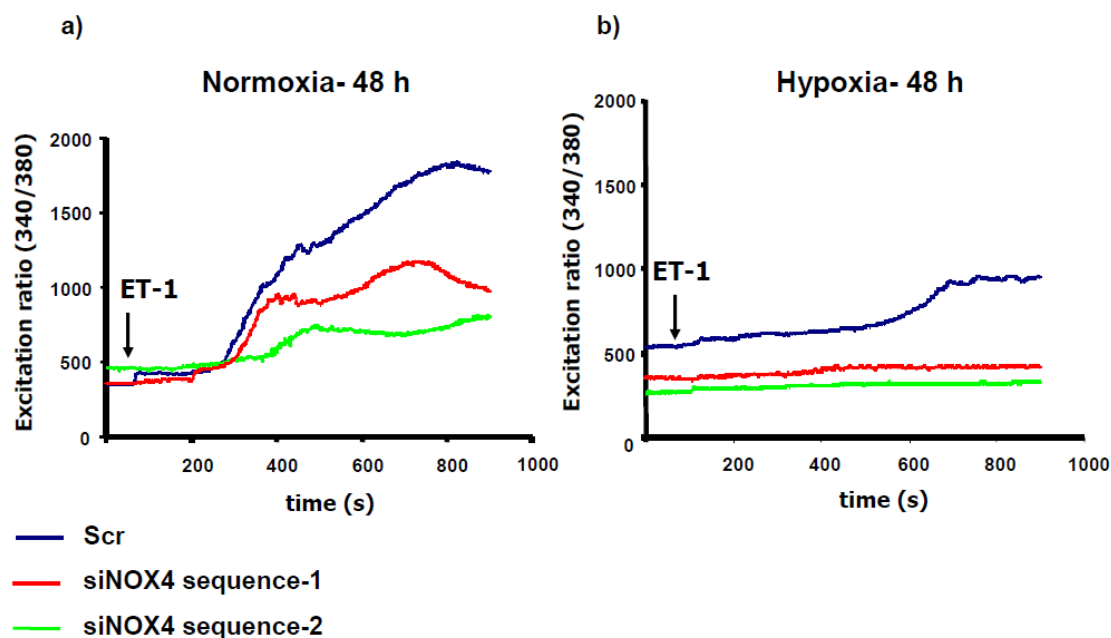 a)
Normoxia- 48 h
Excitation ratio (340/380)
2000
1500
1000
500
0
ET-1
200
400
600
800
1000
time (s)
b)
Hypoxia- 48 h
Excitation ratio (340/380)
2000
1500
1000
500
0
ET-1
200
400
600
800
1000
time (s)
Scr
siNOX4 sequence-1
siNOX4 sequence-2